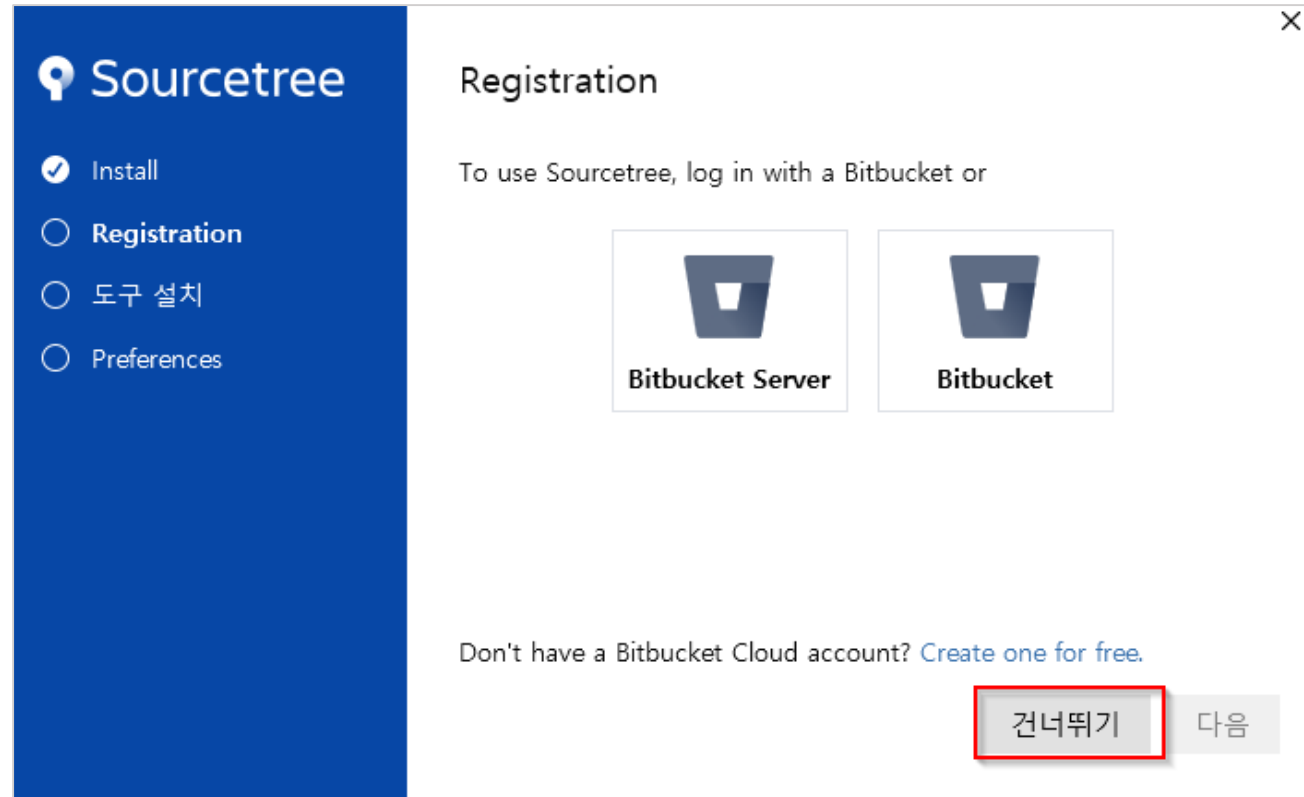 Sourcetree
Install
Registration
도구 설치
Preferences
Registration
To use Sourcetree, log in with a Bitbucket or
Bitbucket Server
Bitbucket
Don't have a Bitbucket Cloud account? Create one for free.
건너뛰기
다음